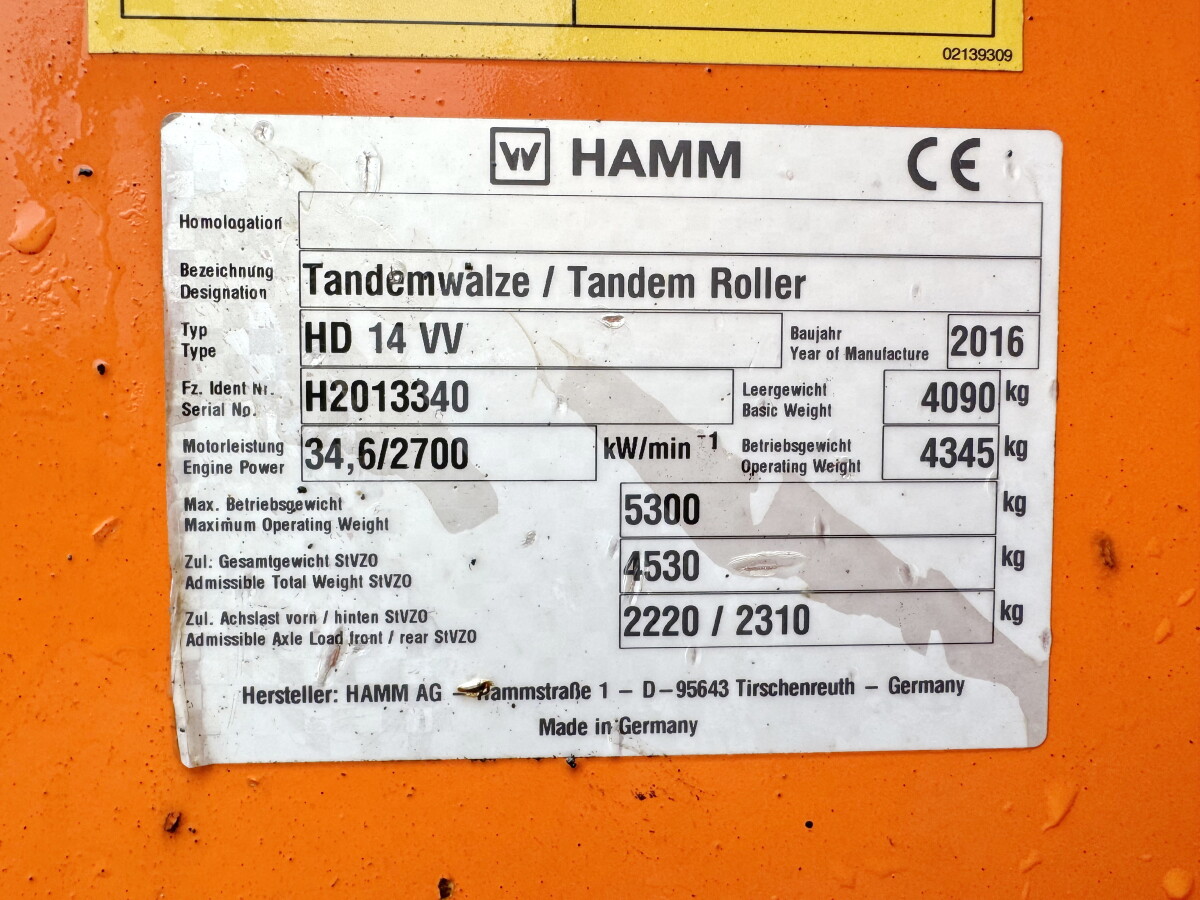 02139309
HAMM CE
Homologation
Bezeichnung
Designation
Tandemwalze / Tandem Roller
Typ
Type
HD 14 VV
Baujahr
Year of Manufacture
2016
Fz. Ident Nr.
Serial No.
H2013340
Leergewicht
Basic Weight
4090 kg
Motorleistung
Engine Power
34,6/2700 kW/min⁻¹
Betriebsgewicht
Operating Weight
4345 kg
Max. Betriebsgewicht
Maximum Operating Weight
5300 kg
Zul. Gesamtgewicht StVZO
Admissible Total Weight StVZO
4530 kg
Zul. Achslast vorn / hinten StVZO
Admissible Axle Load front / rear StVZO
2220 / 2310 kg
Hersteller: HAMM AG – Hammstraße 1 – D–95643 Tirschenreuth – Germany
Made in Germany